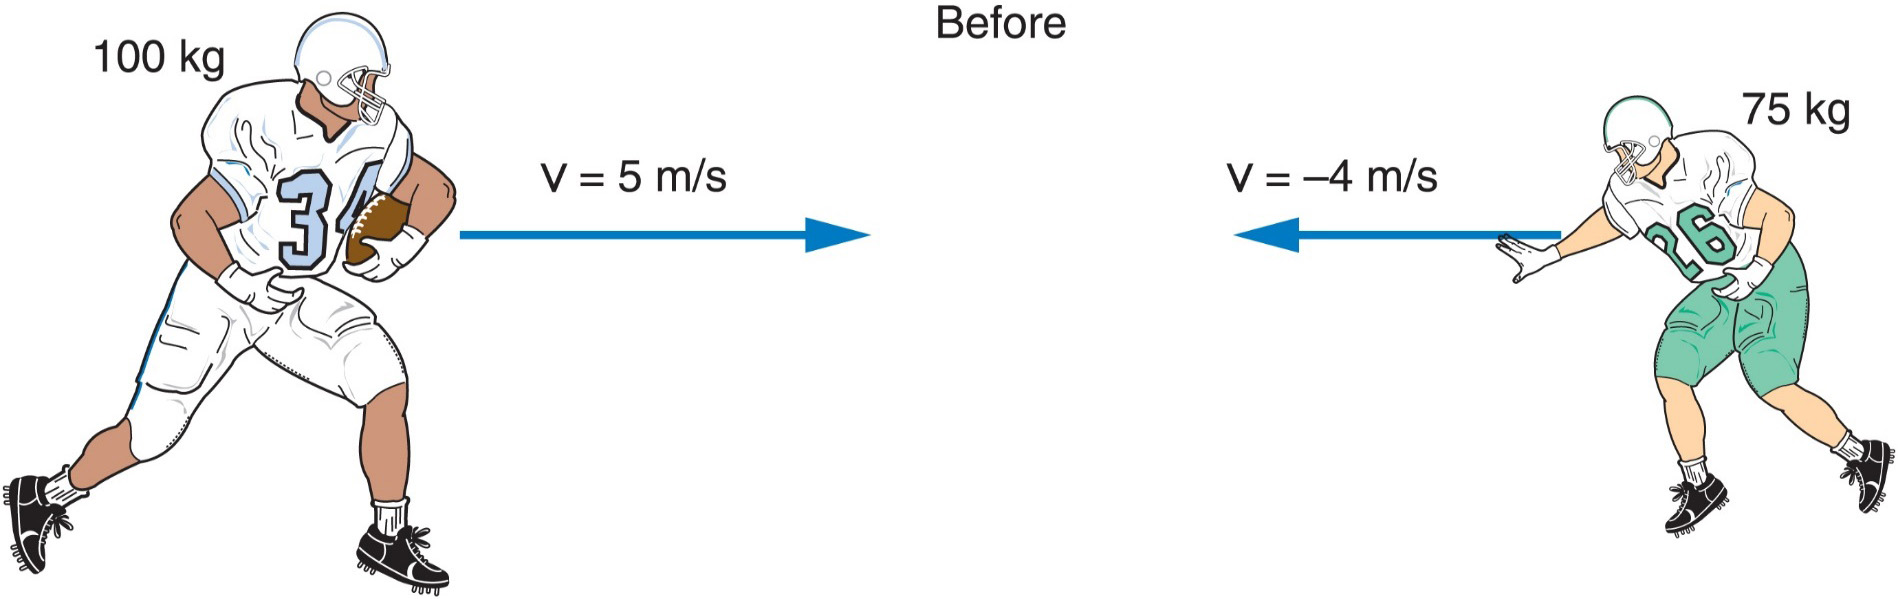 Before
100 kg
75 kg
V = 5 m/s
V = –4 m/s
34
26